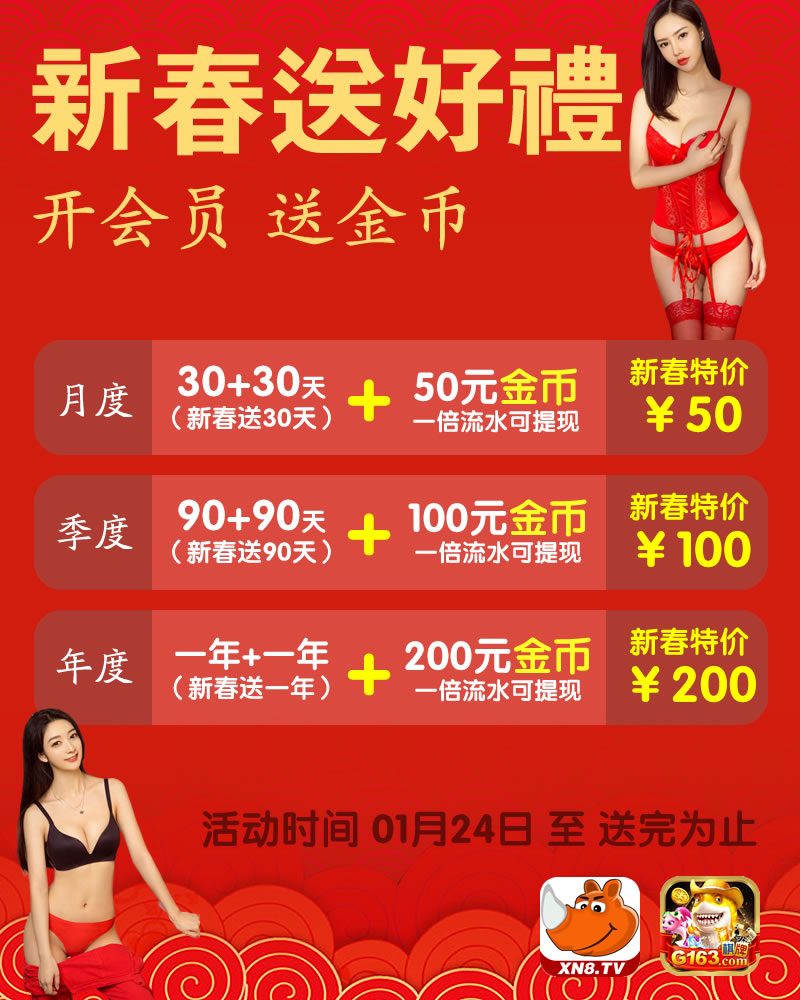 新春送好禮
开会员 送金币
月度
30+30天
（新春送30天）
+
50元金币
一倍流水可提现
新春特价
￥50
季度
90+90天
（新春送90天）
+
100元金币
一倍流水可提现
新春特价
￥100
年度
一年+一年
（新春送一年）
+
200元金币
一倍流水可提现
新春特价
￥200
活动时间 01月24日 至 送完为止
XN8.TV
棋牌
G163.com